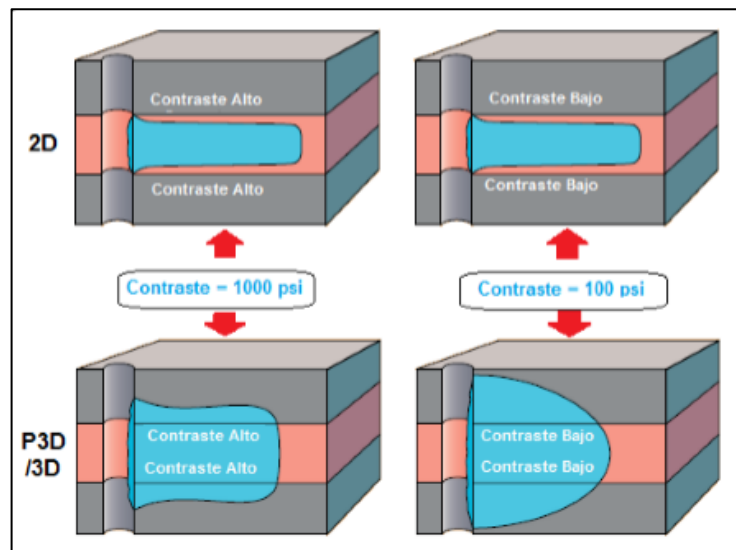 Contraste Alto
Contraste Bajo
2D
Contraste Alto
Contraste Bajo
Contraste = 1000 psi
Contraste = 100 psi
P3D
/3D
Contraste Alto
Contraste Alto
Contraste Bajo
Contraste Bajo